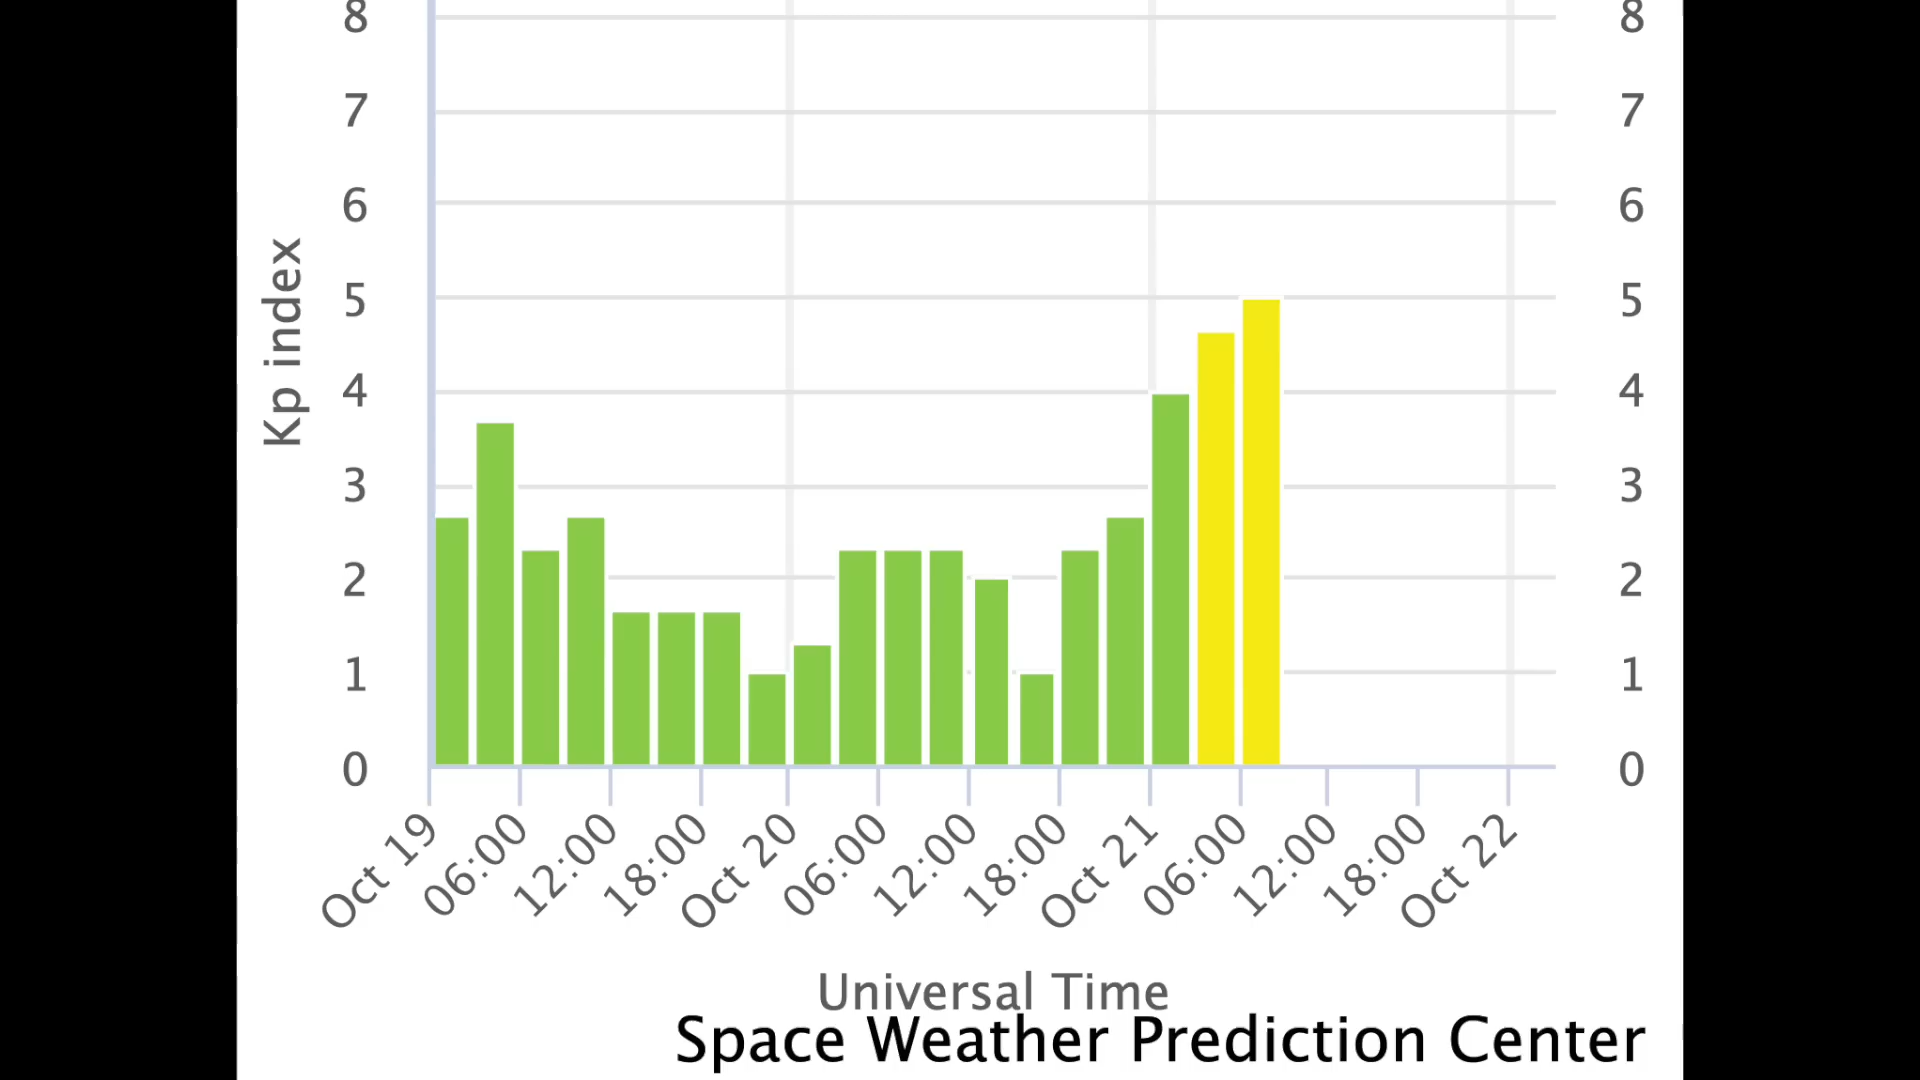 8 8
7 7
6 6
5 5
4 4
3 3
2 2
1 1
0 0
Kp index
Oct 19 06:00 12:00 18:00 Oct 20 06:00 12:00 18:00 Oct 21 06:00 12:00 18:00 Oct 22
Universal Time
Space Weather Prediction Center